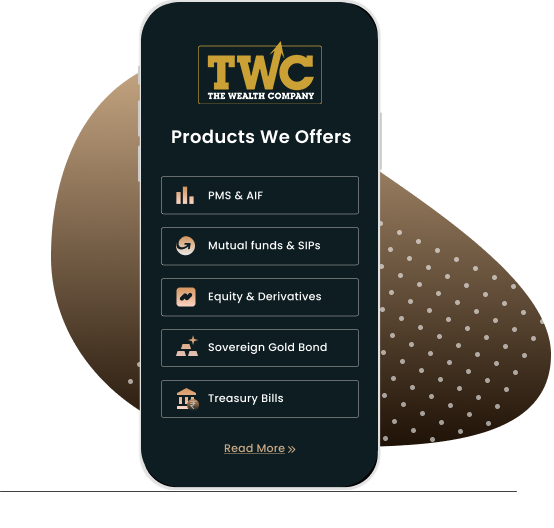 TWC
THE WEALTH COMPANY
Products We Offers
PMS & AIF
Mutual funds & SIPs
Equity & Derivatives
Sovereign Gold Bond
Treasury Bills
Read More »